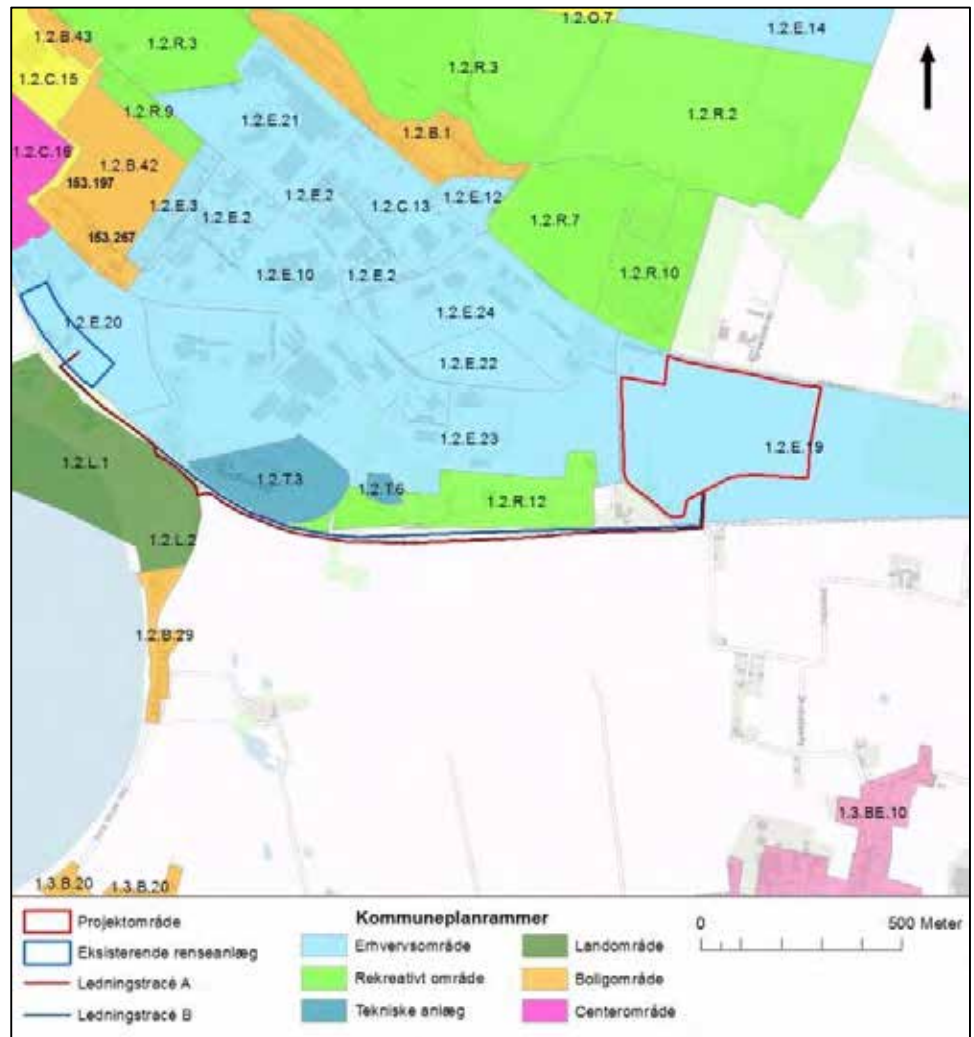 1.2.O.7
1.2.E.14
1.2.B.43
1.2.R.3
1.2.R.3
1.2.C.15
1.2.R.2
1.2.R.9
1.2.E.21
1.2.B.1
1.2.C.16
1.2.B.42
153.197
1.2.E.2
1.2.E.12
1.2.E.3
1.2.E.2
1.2.C.13
1.2.R.7
153.267
1.2.E.10
1.2.E.2
1.2.R.10
1.2.E.24
1.2.E.20
1.2.E.22
1.2.E.23
1.2.E.19
1.2.L.1
1.2.T.3
1.2.T.6
1.2.R.12
1.2.L.2
1.2.B.29
1.3.BE.10
1.3.B.20
1.3.B.20
Projektområde
Eksisterende renseanlæg
Ledningstracé A
Ledningstracé B
Kommuneplanrammer
Erhvervsområde
Rekreativt område
Tekniske anlæg
Landområde
Boligområde
Centerområde
0 500 Meter